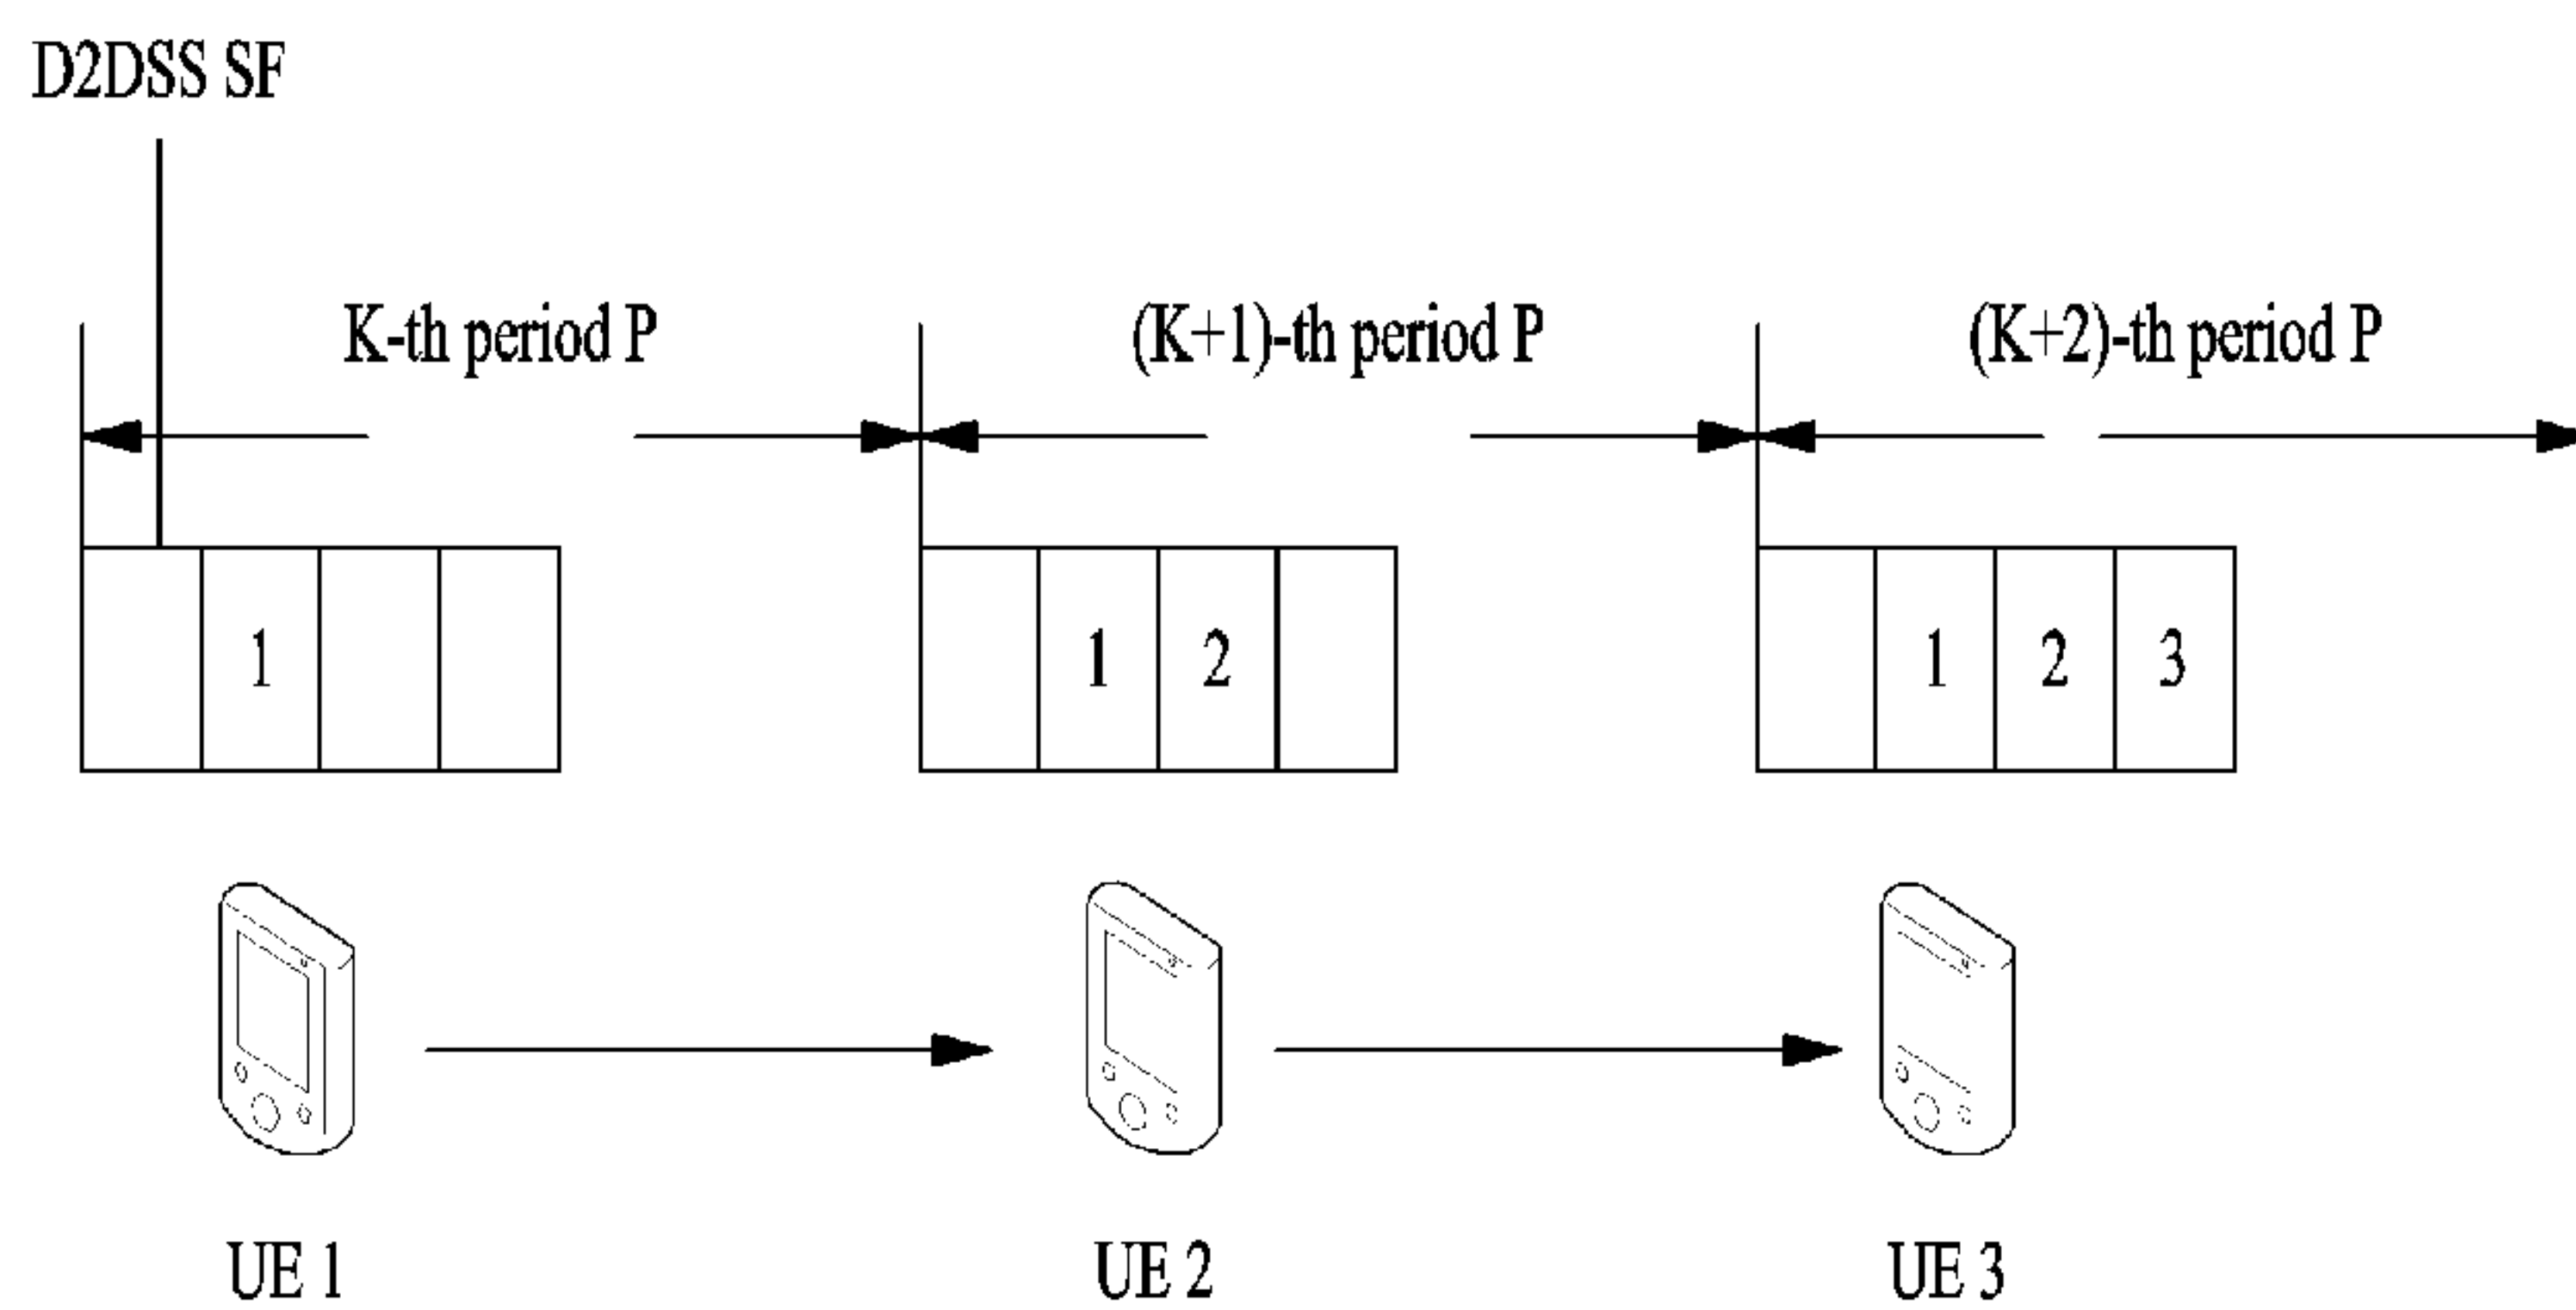 D2DSS SF
K-th period P
(K+1)-th period P
(K+2)-th period P
1
1 2
1 2 3
UE 1
UE 2
UE 3